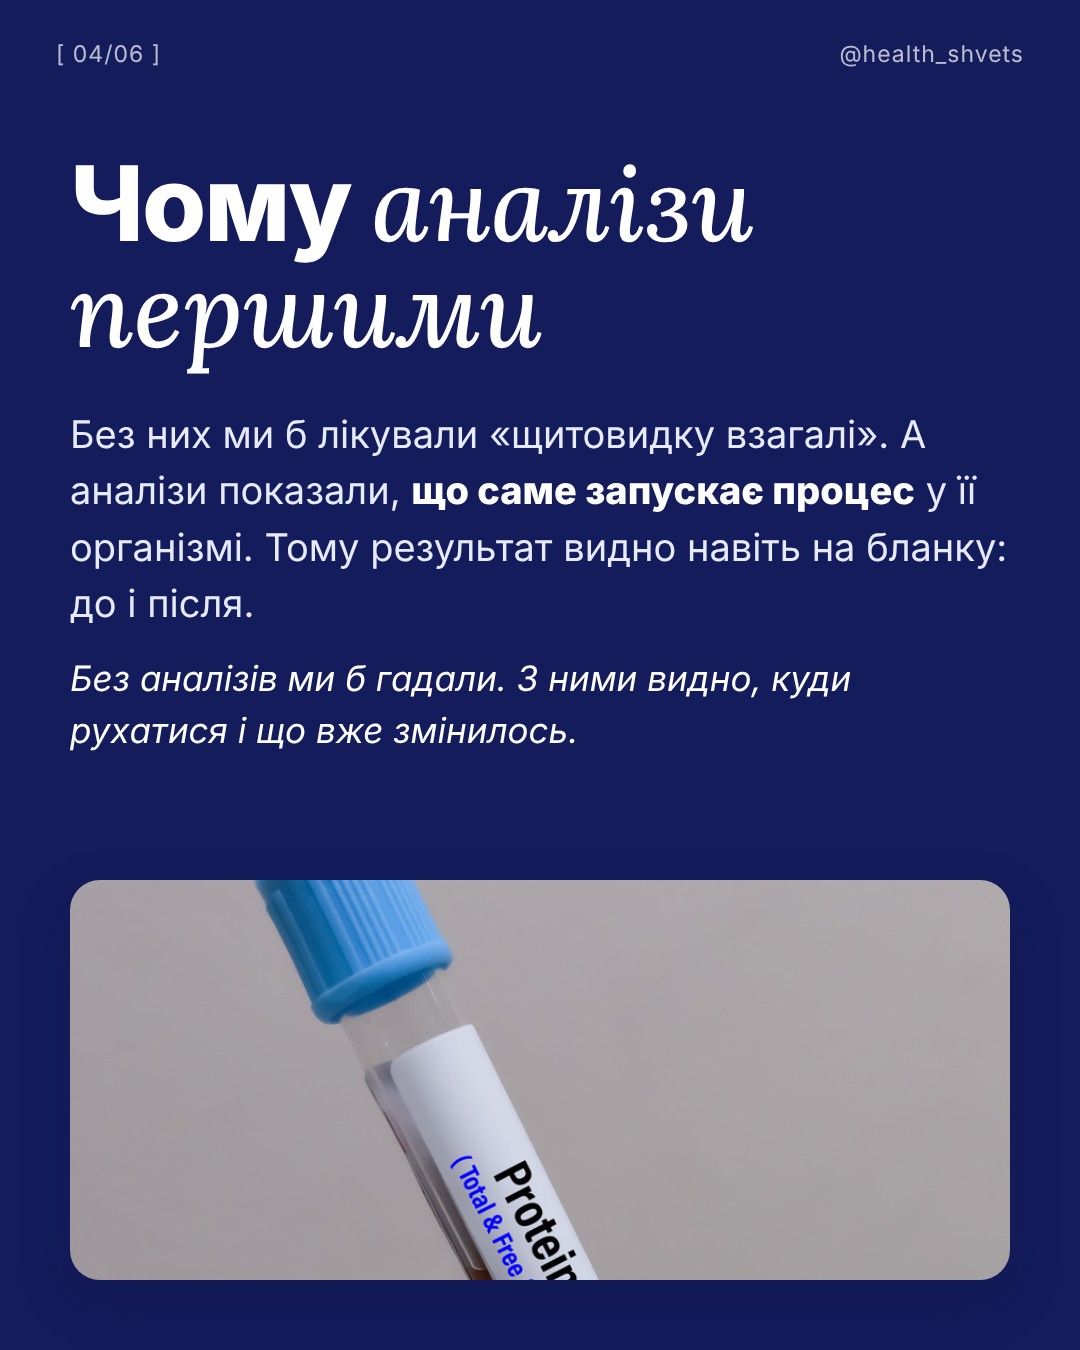 [ 04/06 ]
@health_shvets
Чому аналізи
першими
Без них ми б лікували «щитовидку взагалі». А
аналізи показали, що саме запускає процес у її
організмі. Тому результат видно навіть на бланку:
до і після.
Без аналізів ми б гадали. З ними видно, куди
рухатися і що вже змінилось.
Protein
( Total & Free